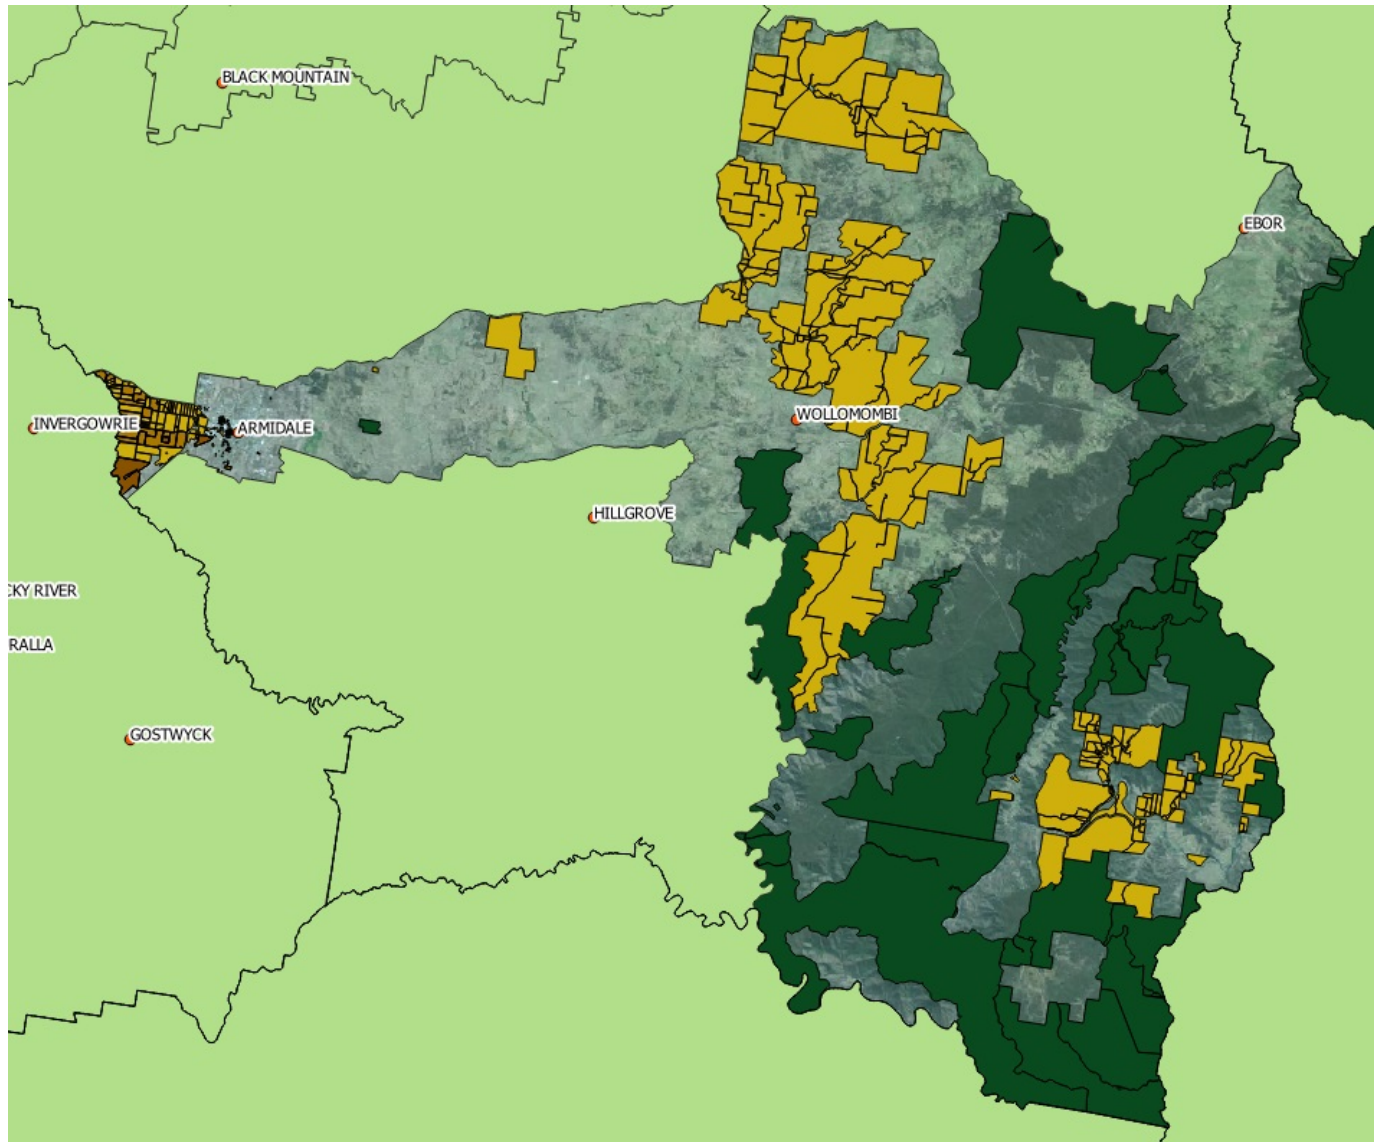 BLACK MOUNTAIN
EBOR
INVERGOWRIE
ARMIDALE
WOLLOMOMBI
HILLGROVE
CKY RIVER
RALLA
GOSTWYCK